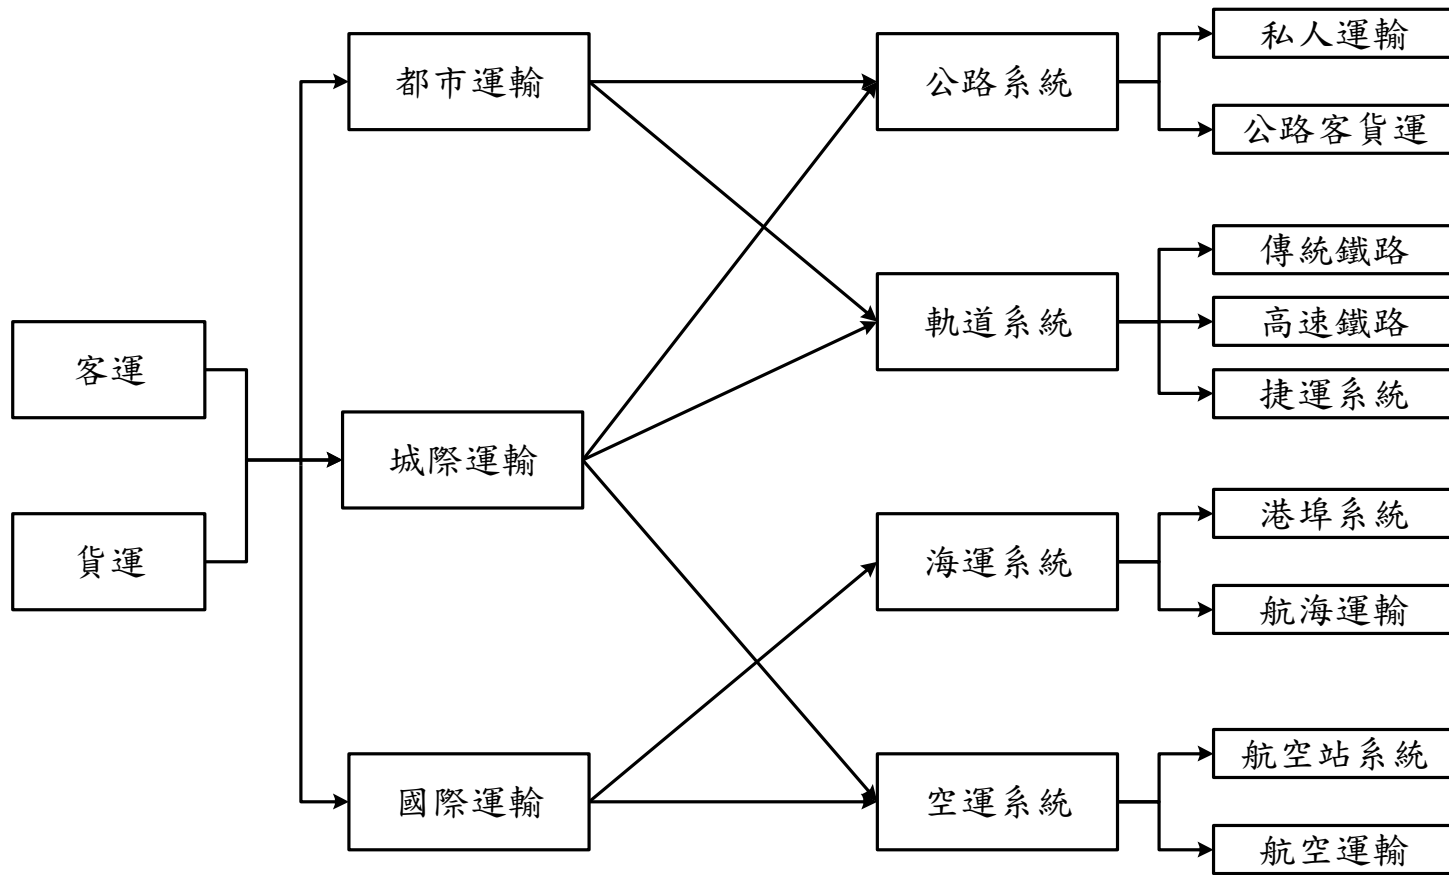 客運
貨運
都市運輸
城際運輸
國際運輸
公路系統
軌道系統
海運系統
空運系統
私人運輸
公路客貨運
傳統鐵路
高速鐵路
捷運系統
港埠系統
航海運輸
航空站系統
航空運輸